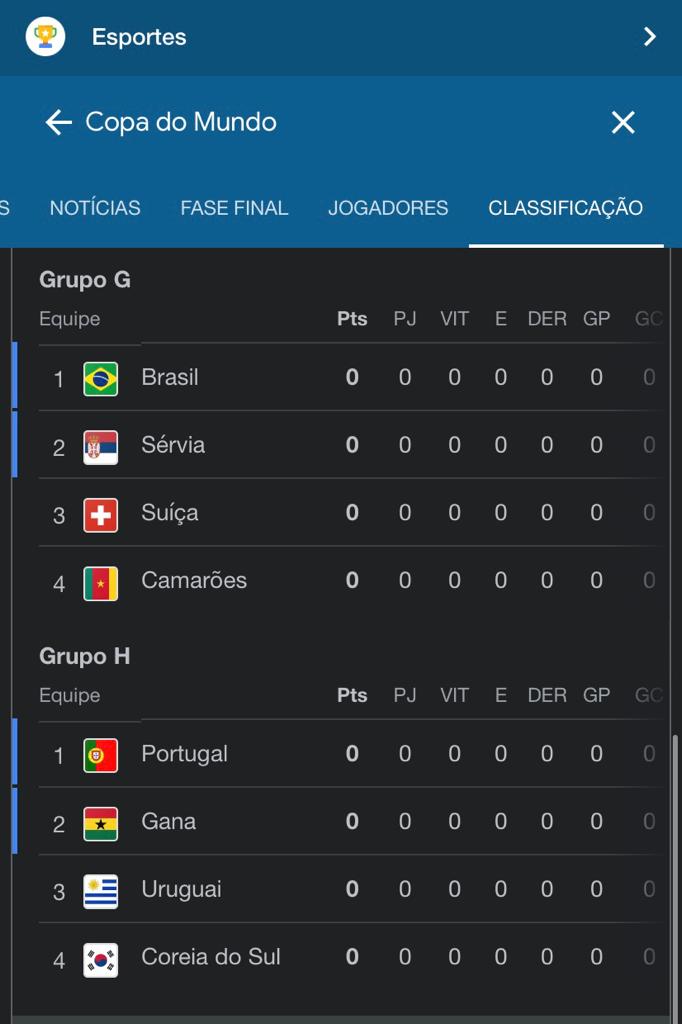 Esportes
Copa do Mundo
S NOTÍCIAS FASE FINAL JOGADORES CLASSIFICAÇÃO
Grupo G
Equipe Pts PJ VIT E DER GP GC
1 Brasil 0 0 0 0 0 0 0
2 Sérvia 0 0 0 0 0 0 0
3 Suíça 0 0 0 0 0 0 0
4 Camarões 0 0 0 0 0 0 0
Grupo H
Equipe Pts PJ VIT E DER GP GC
1 Portugal 0 0 0 0 0 0 0
2 Gana 0 0 0 0 0 0 0
3 Uruguai 0 0 0 0 0 0 0
4 Coreia do Sul 0 0 0 0 0 0 0